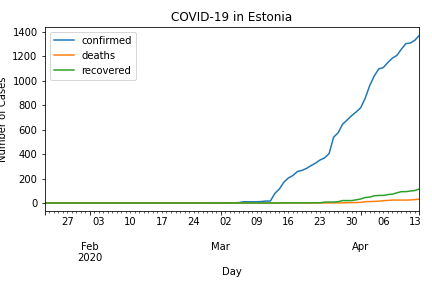 COVID-19 in Estonia
confirmed
deaths
recovered
1400
1200
1000
800
600
400
200
0
Number of Cases
27 03 10 17 24 02 09 16 23 30 06 13
Feb Mar Apr
2020
Day